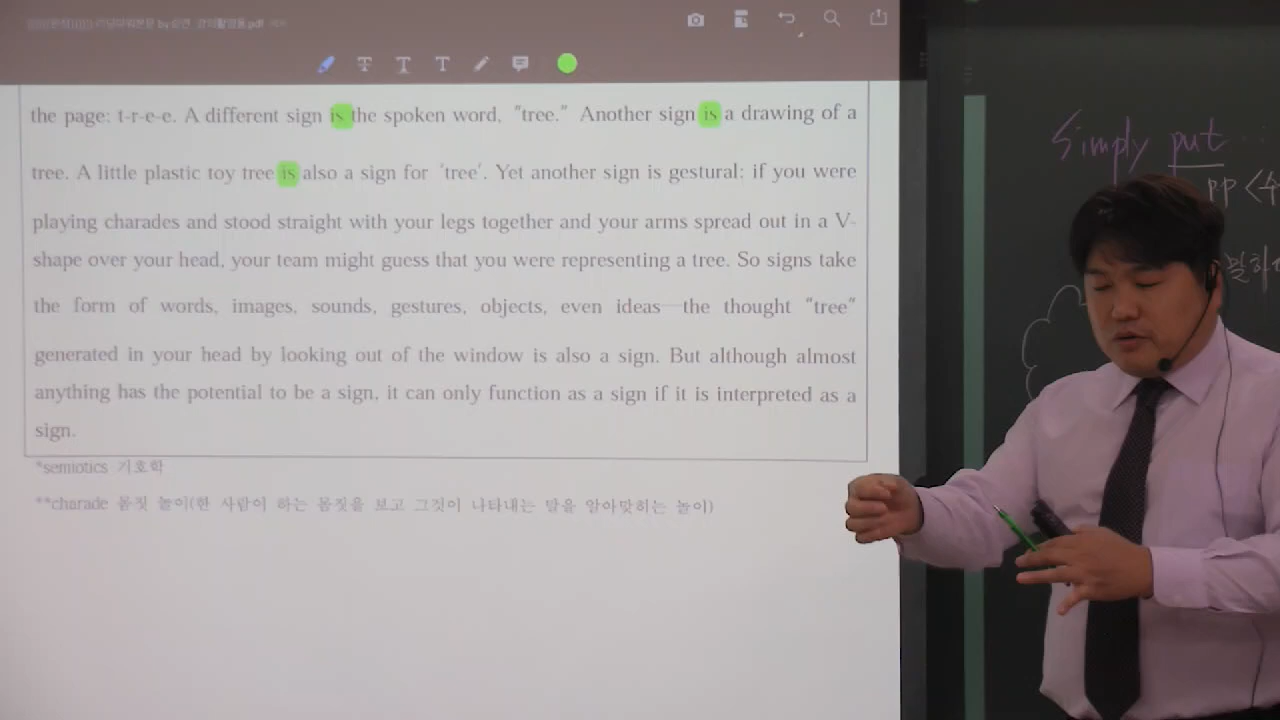 the page: t-r-e-e. A different sign is the spoken word, "tree." Another sign is a drawing of a
tree. A little plastic toy tree is also a sign for 'tree'. Yet another sign is gestural: if you were
playing charades and stood straight with your legs together and your arms spread out in a V-
shape over your head, your team might guess that you were representing a tree. So signs take
the form of words, images, sounds, gestures, objects, even ideas—the thought "tree"
generated in your head by looking out of the window is also a sign. But although almost
anything has the potential to be a sign, it can only function as a sign if it is interpreted as a
sign.
*semiotics 기호학
**charade 몸짓 놀이(한 사람이 하는 몸짓을 보고 그것이 나타내는 말을 알아맞히는 놀이)
Simply put ...
pp <수